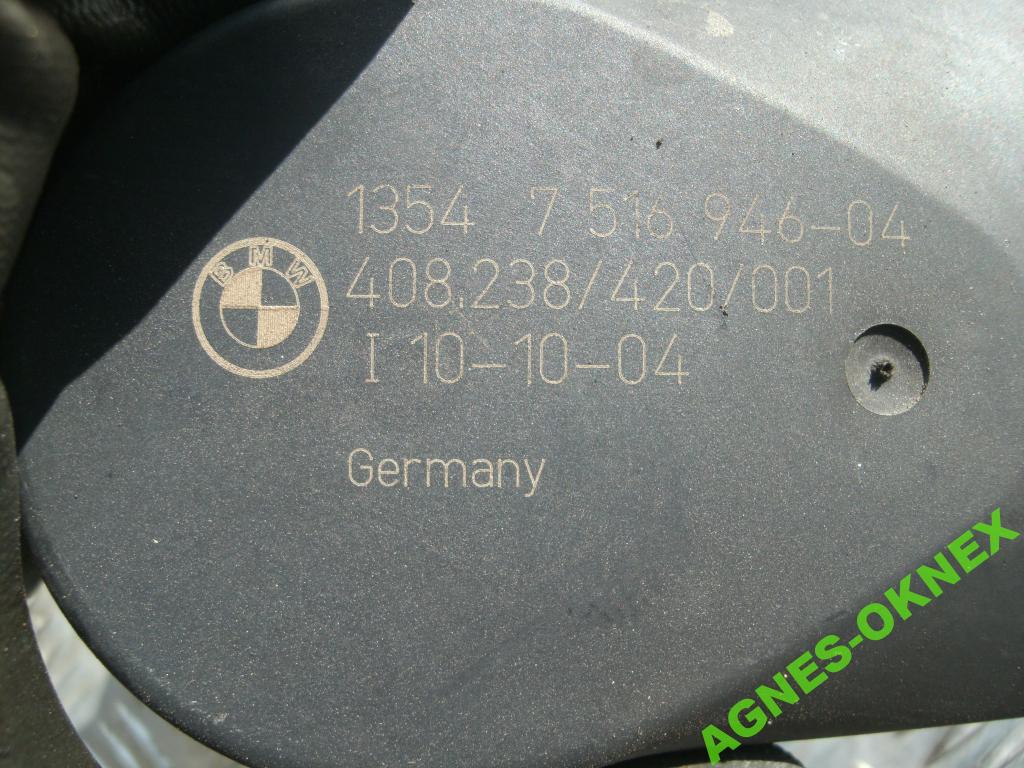 1354 7 516 946-04
BMW
408.238/420/001
I 10-10-04
Germany
AGNES-OKNEX